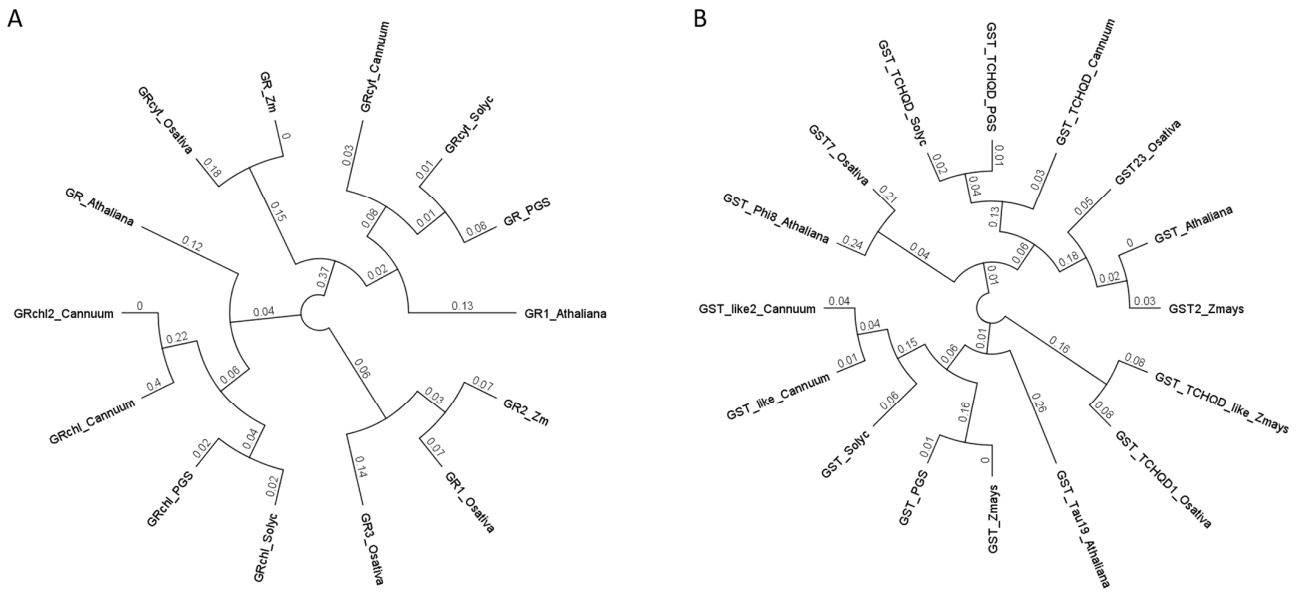 A
GRcyt_Cannuum
GRcyt_Solyc
GR_PGS
GR1_Athaliana
GR2_Zm
GR1_Osativa
GR3_Osativa
GRchl_Solyc
GRchl_PGS
GRchl_Cannuum
GRchl2_Cannuum
GR_Athaliana
GRcyt_Osativa
GR_Zm
0
0.18
0.15
0.03
0.01
0.08
0.01
0.08
0.02
0.13
0.37
0.12
0.04
0
0.22
0.4
0.06
0.04
0.02
0.02
0.06
0.03
0.07
0.07
0.14
B
GST_TCHQD_Solyc
GST_TCHQD_PGS
GST_TCHQD_Cannuum
GST23_Osativa
GST_Athaliana
GST2_Zmays
GST_TCHQD_like_Zmays
GST_TCHQD1_Osativa
GST_Tau19_Athaliana
GST_Zmays
GST_PGS
GST_Solyc
GST_like_Cannuum
GST_like2_Cannuum
GST_Phi8_Athaliana
GST7_Osativa
0.02
0.01
0.04
0.03
0.13
0.05
0
0.18
0.02
0.03
0.06
0.21
0.24
0.04
0.01
0.04
0.04
0.01
0.15
0.06
0.06
0.01
0.16
0.01
0
0.26
0.16
0.08
0.08